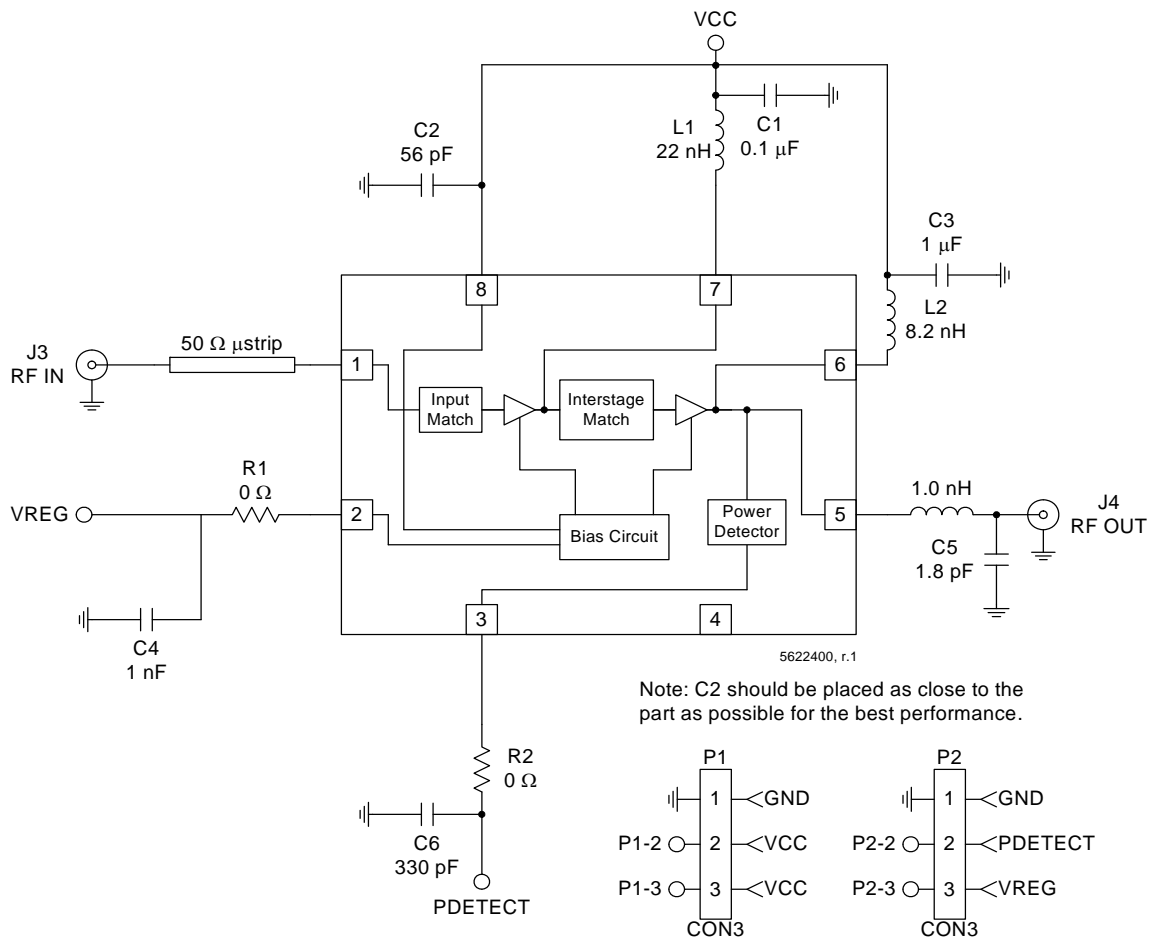 VCC
C2
56 pF
L1
22 nH
C1
0.1 μF
C3
1 μF
L2
8.2 nH
8
7
J3
RF IN
50 Ω μstrip
1
6
Input
Match
Interstage
Match
R1
0 Ω
VREG
2
Bias Circuit
Power
Detector
5
1.0 nH
J4
RF OUT
C5
1.8 pF
C4
1 nF
3
4
5622400, r.1
Note: C2 should be placed as close to the
part as possible for the best performance.
R2
0 Ω
C6
330 pF
PDETECT
P1
1 GND
P1-2 2 VCC
P1-3 3 VCC
CON3
P2
1 GND
P2-2 2 PDETECT
P2-3 3 VREG
CON3